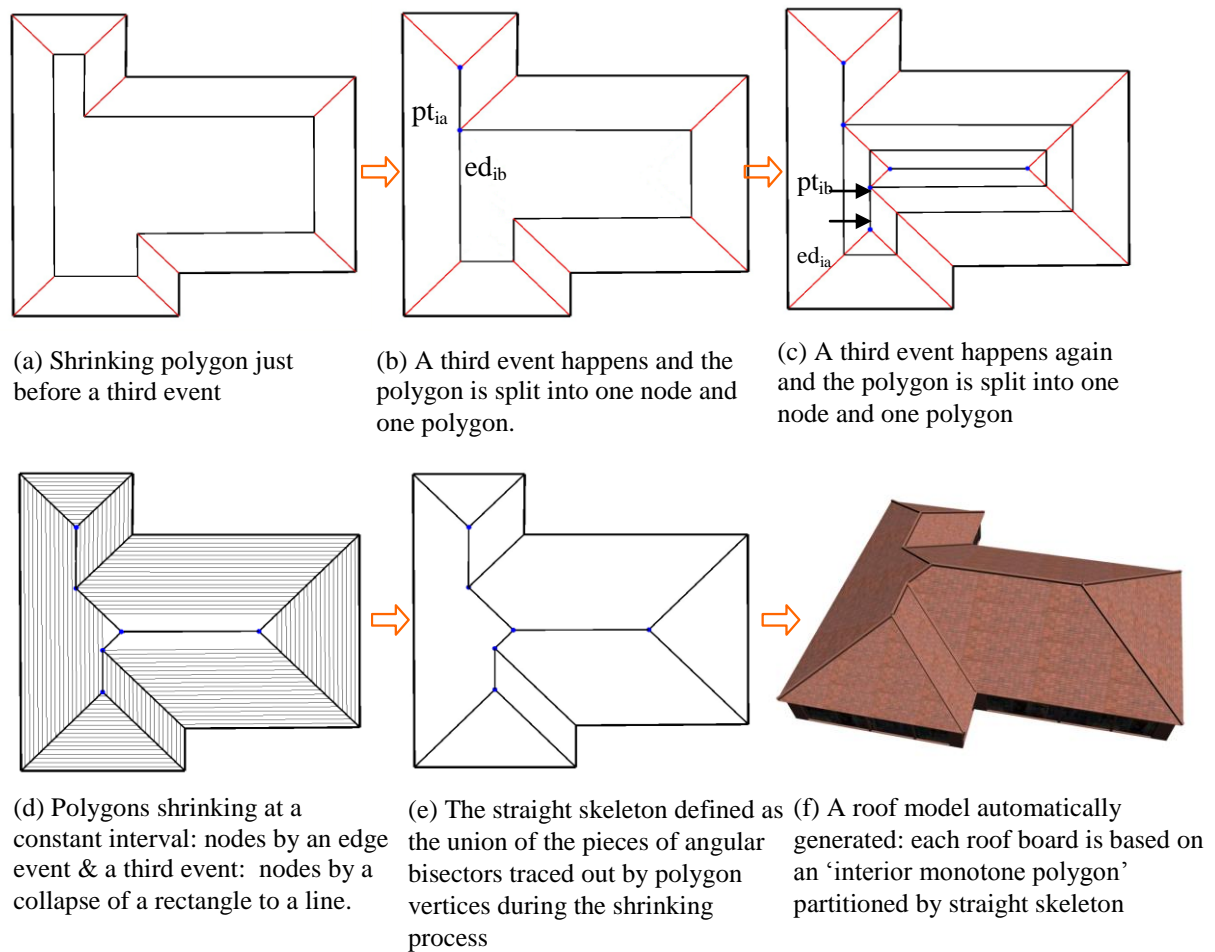 pt_ia
ed_ib
pt_ib
ed_ia
(a) Shrinking polygon just
before a third event
(b) A third event happens and the
polygon is split into one node and
one polygon.
(c) A third event happens again
and the polygon is split into one
node and one polygon
(d) Polygons shrinking at a
constant interval: nodes by an edge
event & a third event:  nodes by a
collapse of a rectangle to a line.
(e) The straight skeleton defined as
the union of the pieces of angular
bisectors traced out by polygon
vertices during the shrinking
process
(f) A roof model automatically
generated: each roof board is based on
an ‘interior monotone polygon’
partitioned by straight skeleton